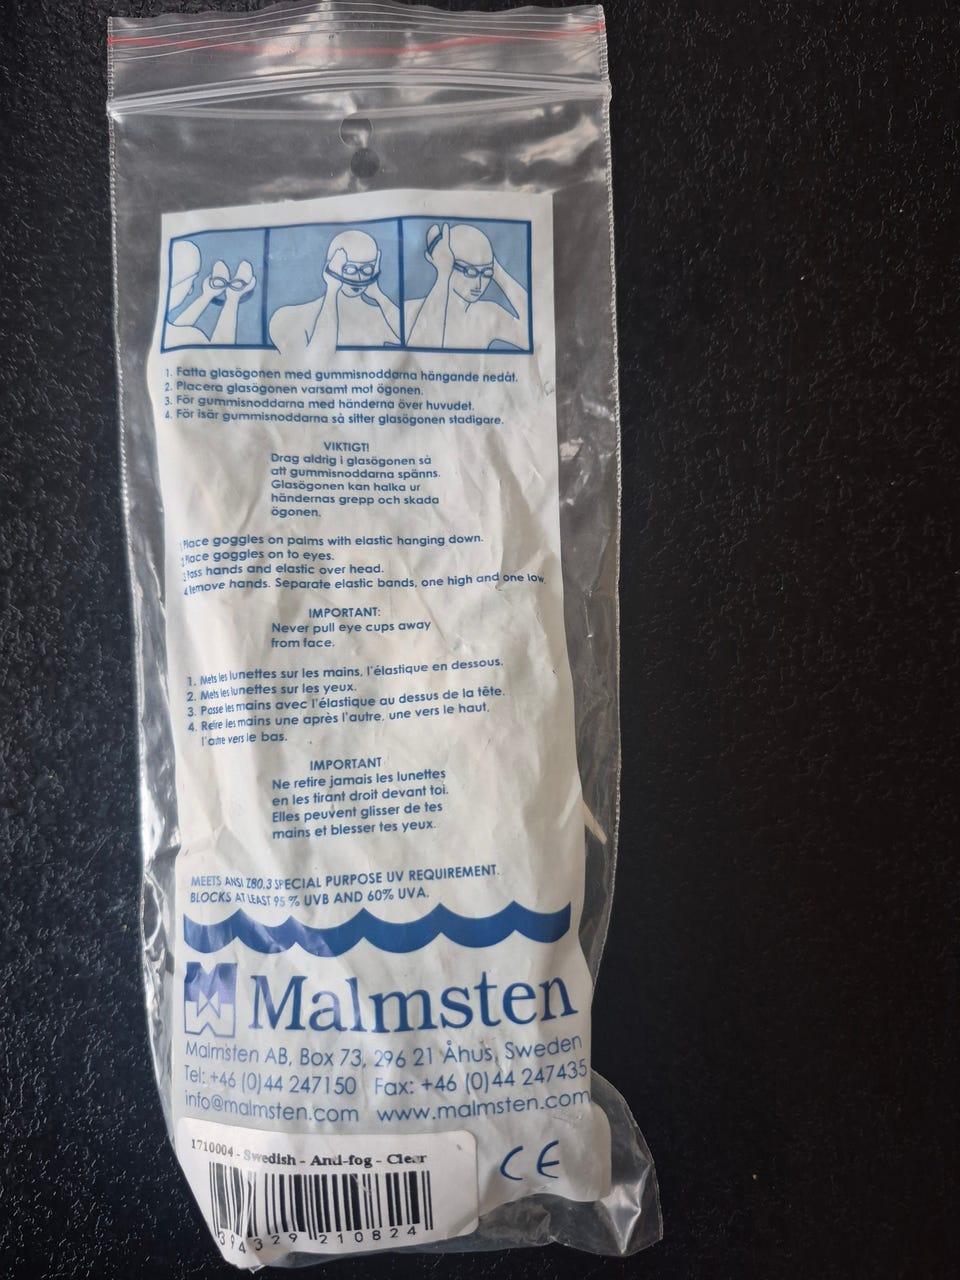 1. Fatta glasögonen med gummisnoddarna hängande nedåt.
2. Placera glasögonen varsamt mot ögonen.
3. För gummisnoddarna med händerna över huvudet.
4. För isär gummisnoddarna så sitter glasögonen stadigare.
VIKTIGT!
Drag aldrig i glasögonen så
att gummisnoddarna spänns.
Glasögonen kan halka ur
händernas grepp och skada
ögonen.
1 Place goggles on palms with elastic hanging down.
2 Place goggles on to eyes.
3 Pass hands and elastic over head.
4 Remove hands. Separate elastic bands, one high and one low.
IMPORTANT:
Never pull eye cups away
from face.
1. Mets les lunettes sur les mains, l'élastique en dessous.
2. Mets les lunettes sur les yeux.
3. Passe les mains avec l'élastique au dessus de la tête.
4. Retire les mains une après l'autre, une vers le haut,
l'autre vers le bas.
IMPORTANT
Ne retire jamais les lunettes
en les tirant droit devant toi.
Elles peuvent glisser de tes
mains et blesser tes yeux.
MEETS ANSI Z80.3 SPECIAL PURPOSE UV REQUIREMENT.
BLOCKS AT LEAST 95 % UVB AND 60% UVA.
Malmsten
Malmsten AB, Box 73, 296 21 Åhus, Sweden
Tel: +46 (0)44 247150 Fax: +46 (0)44 247435
info@malmsten.com www.malmsten.com
1710004 - Swedish - Anti-fog - Clear
CE
394329210824